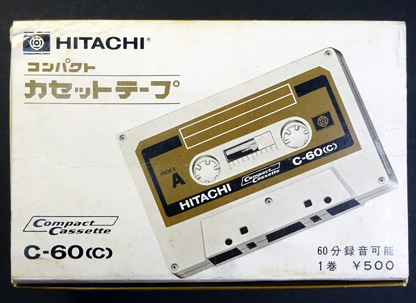 HITACHI®
コンパクト
カセットテープ
INDEX
A
HITACHI
Compact
Cassette
C-60(C)
Compact
Cassette
C-60(C)
60分録音可能
1巻 ¥500